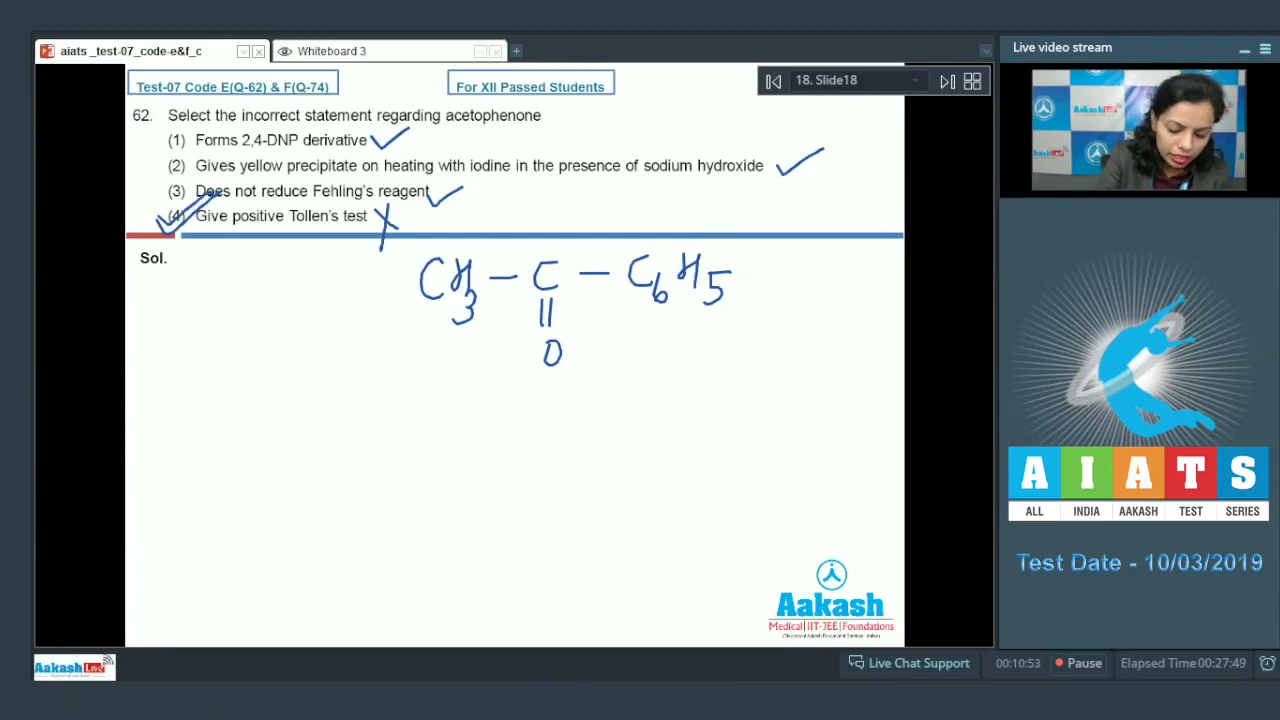 aiats _test-07_code-e&f_c
Whiteboard 3
Live video stream
Test-07 Code E(Q-62) & F(Q-74)
For XII Passed Students
18. Slide18
62. Select the incorrect statement regarding acetophenone
(1) Forms 2,4-DNP derivative
(2) Gives yellow precipitate on heating with iodine in the presence of sodium hydroxide
(3) Does not reduce Fehling's reagent
(4) Give positive Tollen's test
Sol.
CH3 — C — C6H5
||
O
AIATS
ALL INDIA AAKASH TEST SERIES
Test Date - 10/03/2019
Aakash
Medical|IIT-JEE|Foundations
AakashLive
Live Chat Support
00:10:53
Pause
Elapsed Time 00:27:49